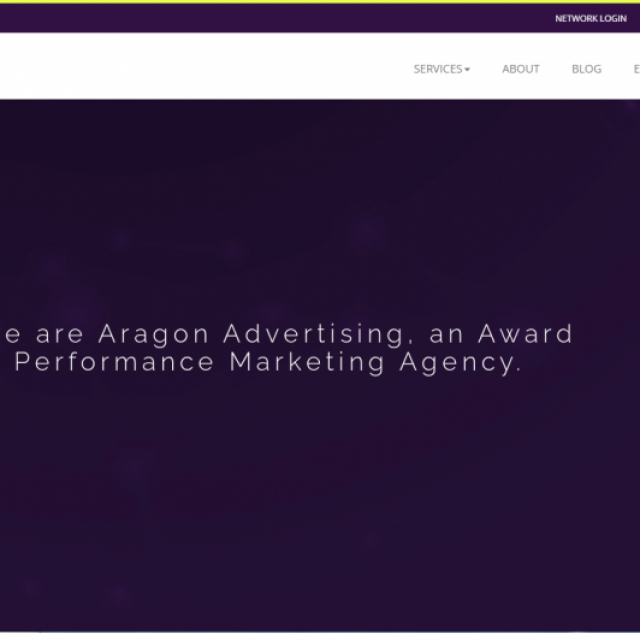 NETWORK LOGIN
SERVICES ABOUT BLOG E
e are Aragon Advertising, an Award
Performance Marketing Agency.